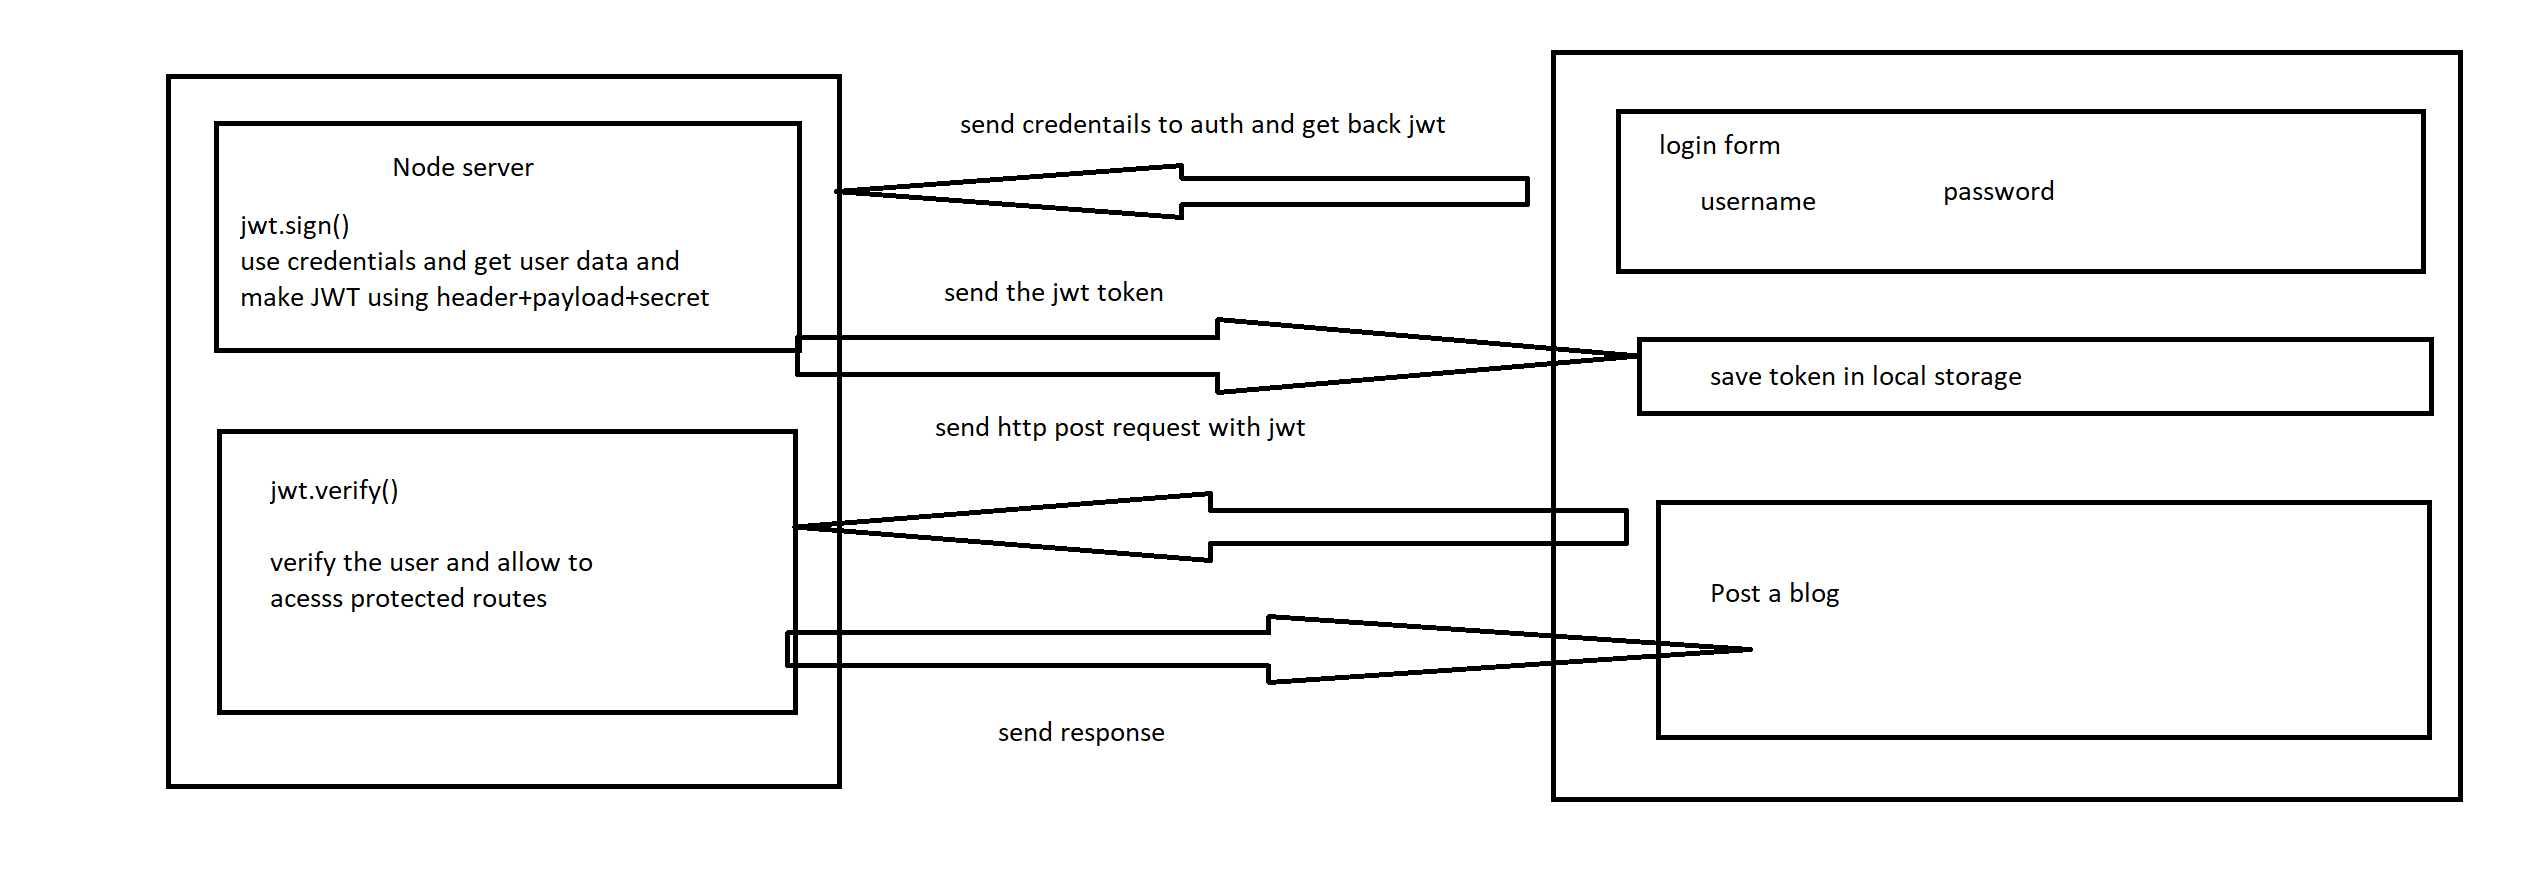 send credentails to auth and get back jwt
Node server
jwt.sign()
use credentials and get user data and
make JWT using header+payload+secret
login form
username
password
send the jwt token
save token in local storage
send http post request with jwt
jwt.verify()
verify the user and allow to
acesss protected routes
Post a blog
send response